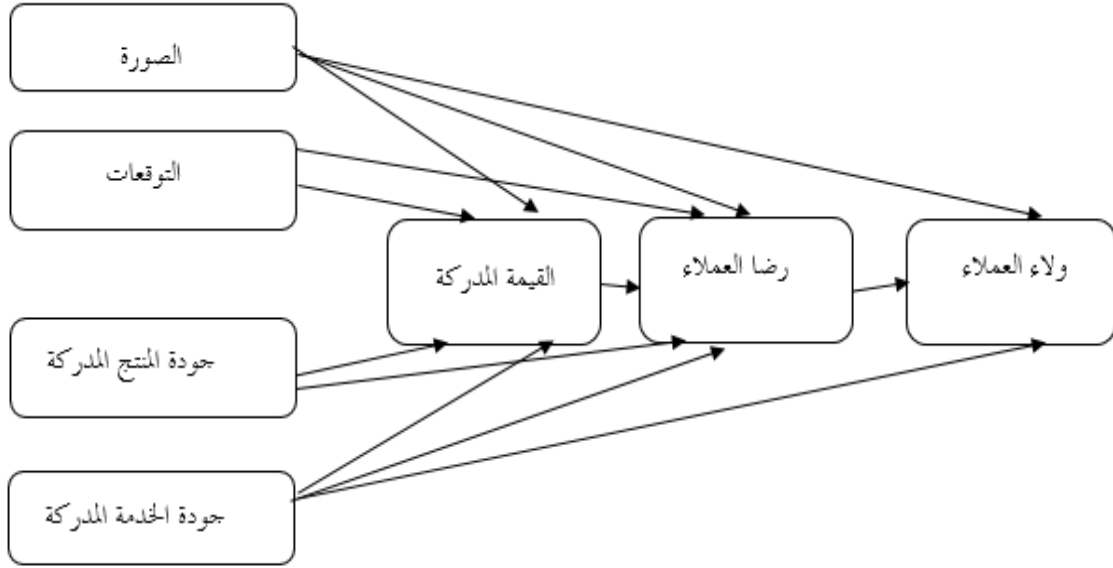 الصورة
التوقعات
القيمة المدركة
رضا العملاء
ولاء العملاء
جودة المنتج المدركة
جودة الخدمة المدركة